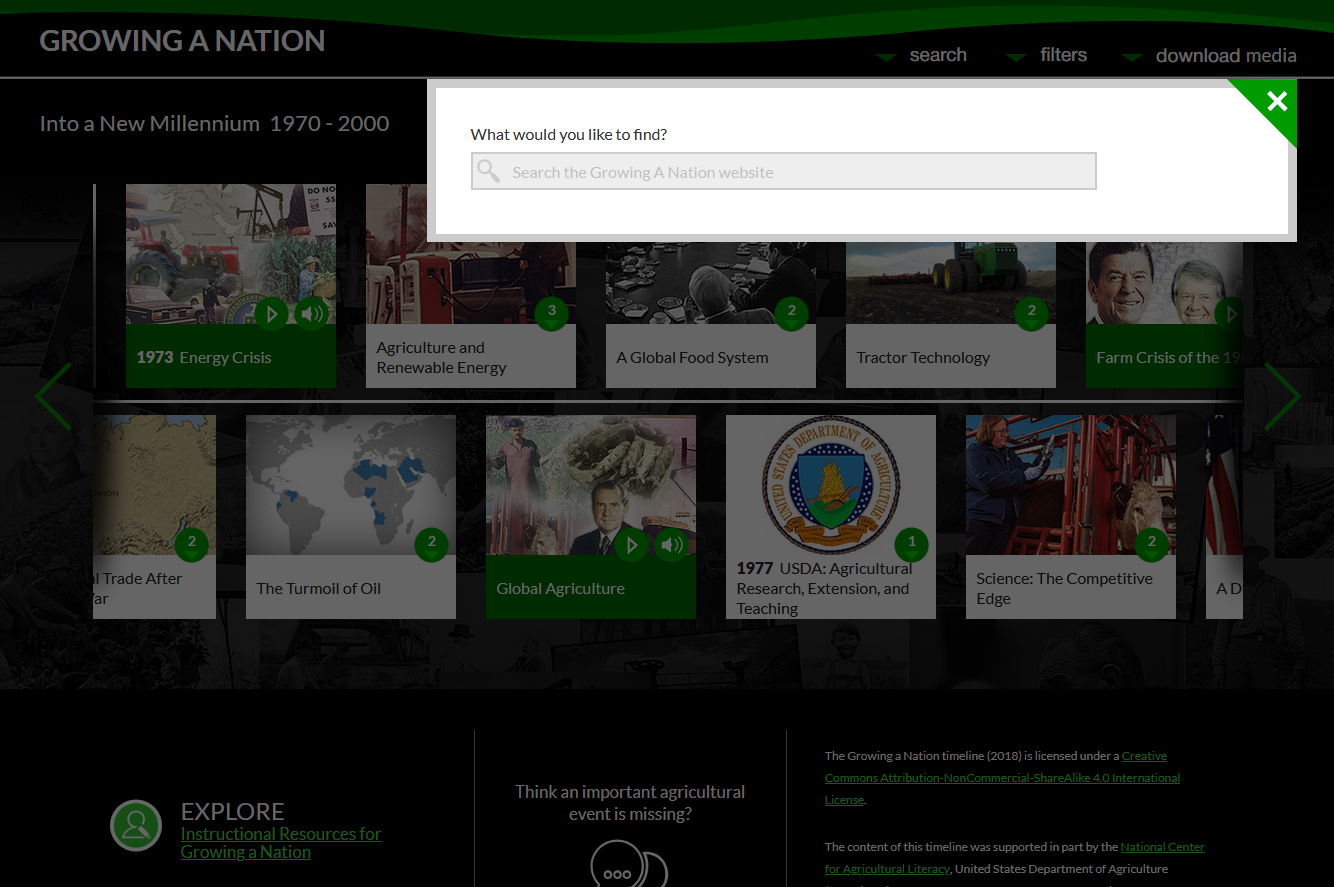 GROWING A NATION
search
filters
download media
Into a New Millennium 1970 - 2000
What would you like to find?
Search the Growing A Nation website
DO NO
55
SAV
1973 Energy Crisis
3
Agriculture and
Renewable Energy
2
A Global Food System
2
Tractor Technology
Farm Crisis of the 19
2
l Trade After
Var
2
The Turmoil of Oil
Global Agriculture
UNITED STATES DEPARTMENT OF AGRICULTURE
1
1977 USDA: Agricultural
Research, Extension, and
Teaching
2
Science: The Competitive
Edge
A D
EXPLORE
Instructional Resources for
Growing a Nation
Think an important agricultural
event is missing?
The Growing a Nation timeline (2018) is licensed under a Creative
Commons Attribution-NonCommercial-ShareAlike 4.0 International
License.
The content of this timeline was supported in part by the National Center
for Agricultural Literacy, United States Department of Agriculture